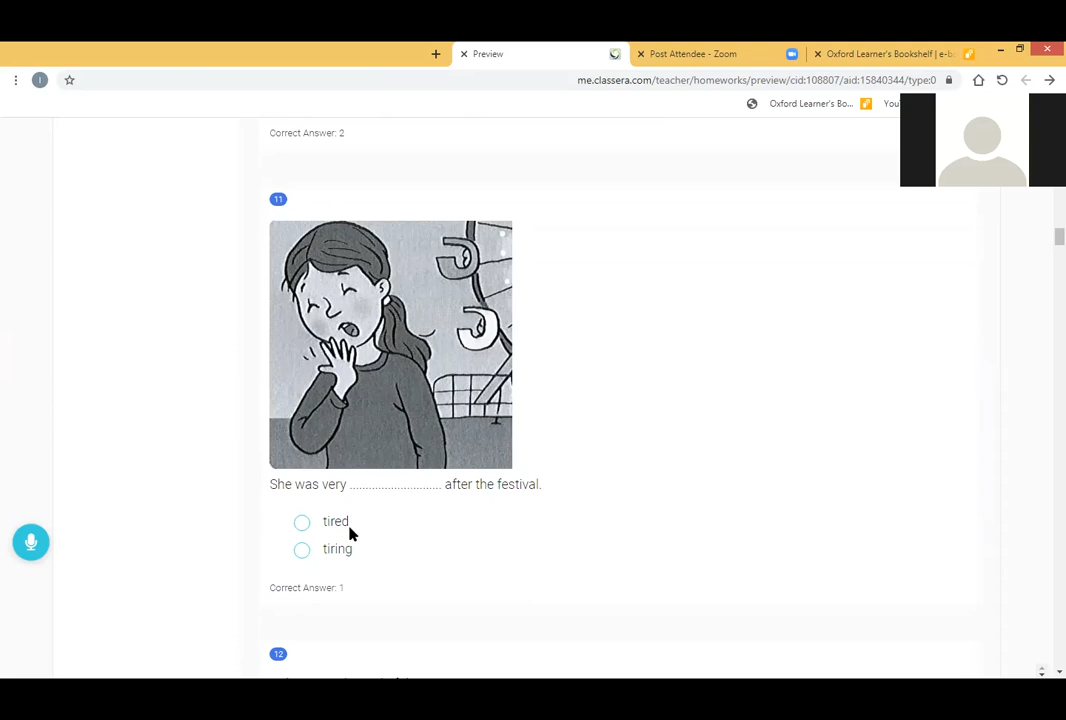 Preview
Post Attendee - Zoom
Oxford Learner's Bookshelf | e-b
me.classera.com/teacher/homeworks/preview/cid:108807/aid:15840344/type:0
Oxford Learner's Bo...
You
Correct Answer: 2
11
She was very ............................ after the festival.
tired
tiring
Correct Answer: 1
12